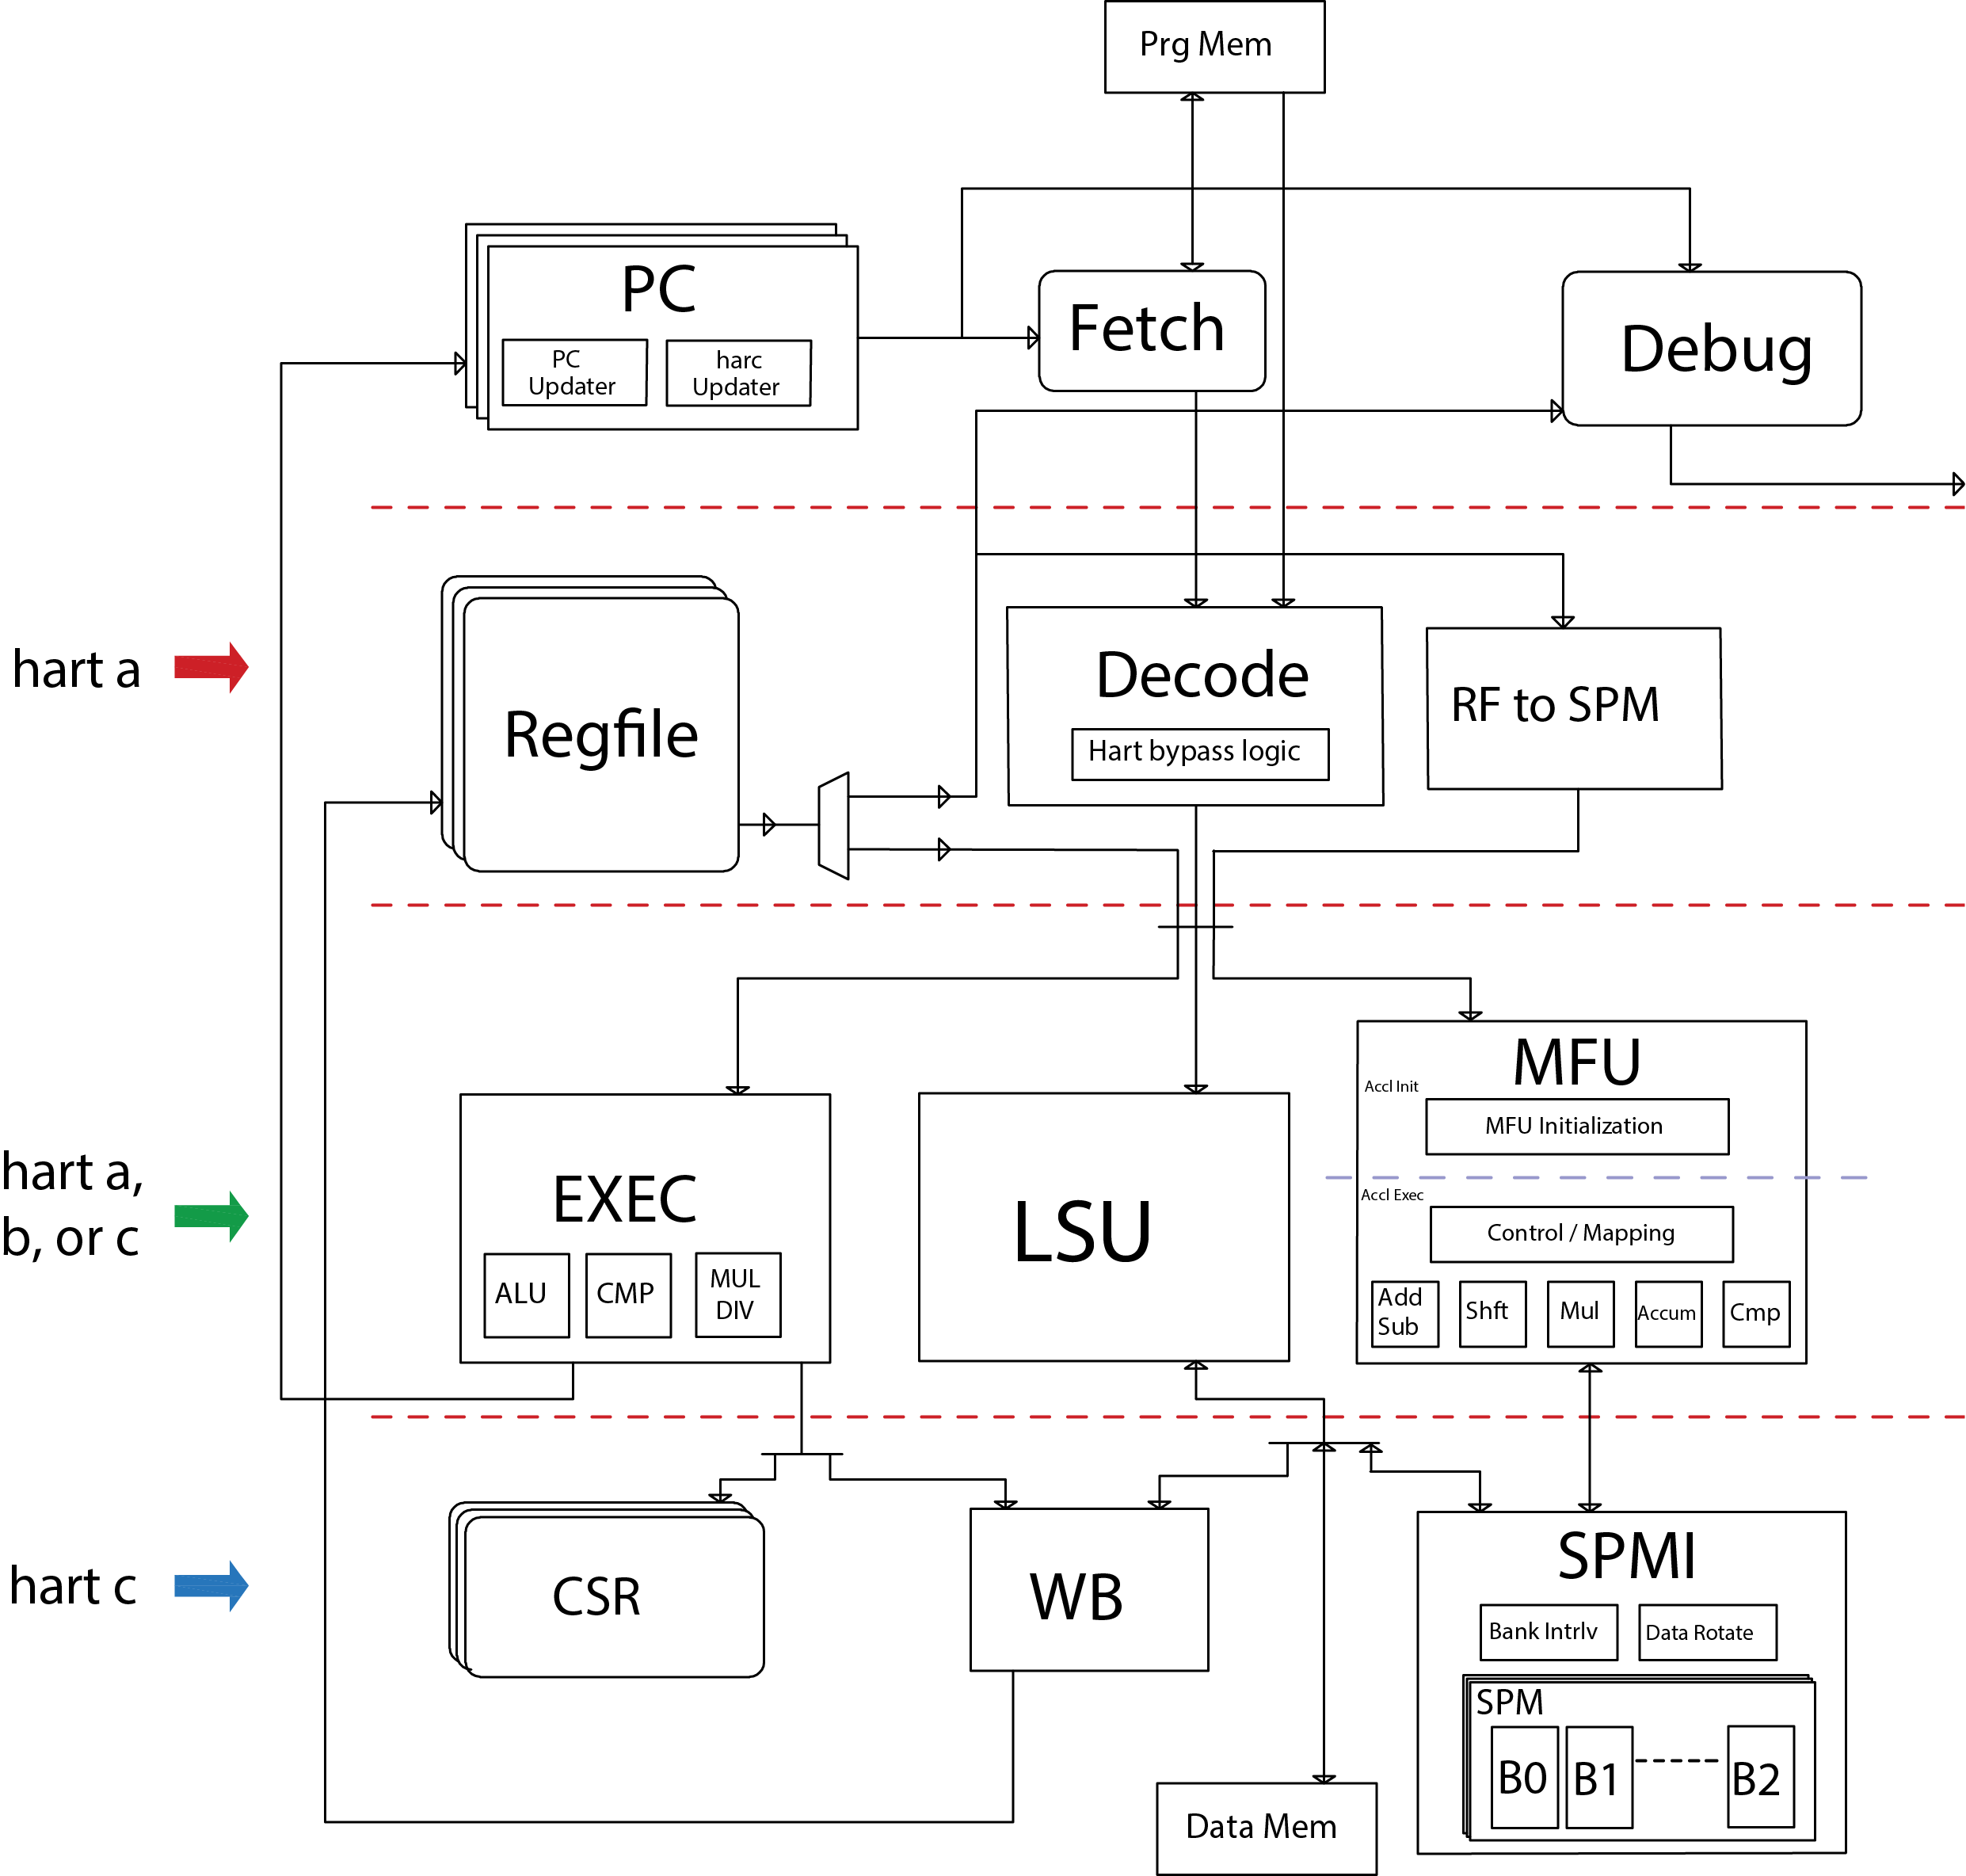 Prg Mem
PC
PC
Updater
harc
Updater
Fetch
Debug
hart a
Regfile
Decode
Hart bypass logic
RF to SPM
hart a,
b, or c
EXEC
ALU
CMP
MUL
DIV
LSU
MFU
Accl Init
MFU Initialization
Accl Exec
Control / Mapping
Add
Sub
Shft
Mul
Accum
Cmp
hart c
CSR
WB
SPMI
Bank Intrlv
Data Rotate
SPM
B0
B1
B2
Data Mem